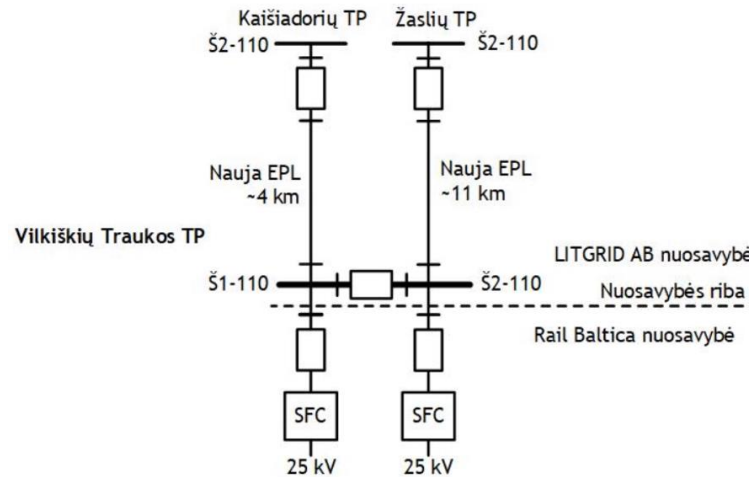 Kaišiadorių TP
Žaslių TP
Š2-110
Š2-110
Nauja EPL
~4 km
Nauja EPL
~11 km
Vilkiškių Traukos TP
LITGRID AB nuosavybė
Š1-110
Š2-110
Nuosavybės riba
Rail Baltica nuosavybė
SFC
SFC
25 kV
25 kV